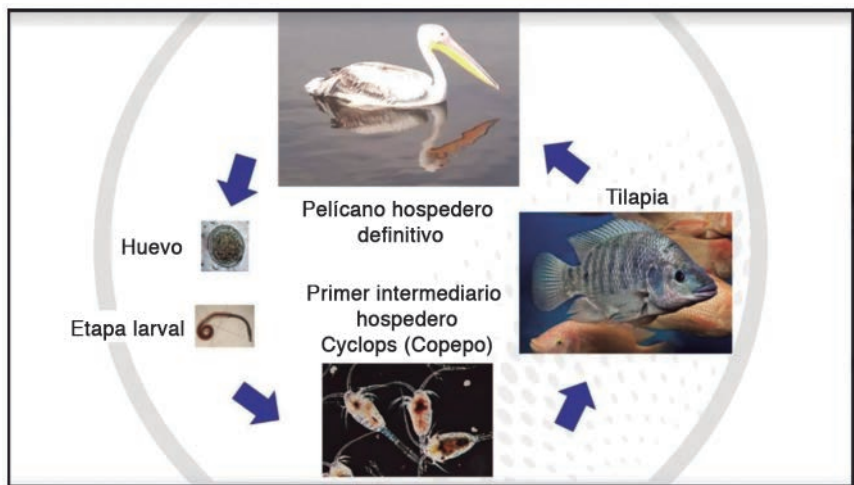 Pelícano hospedero
definitivo
Tilapia
Huevo
Etapa larval
Primer intermediario
hospedero
Cyclops (Copepo)